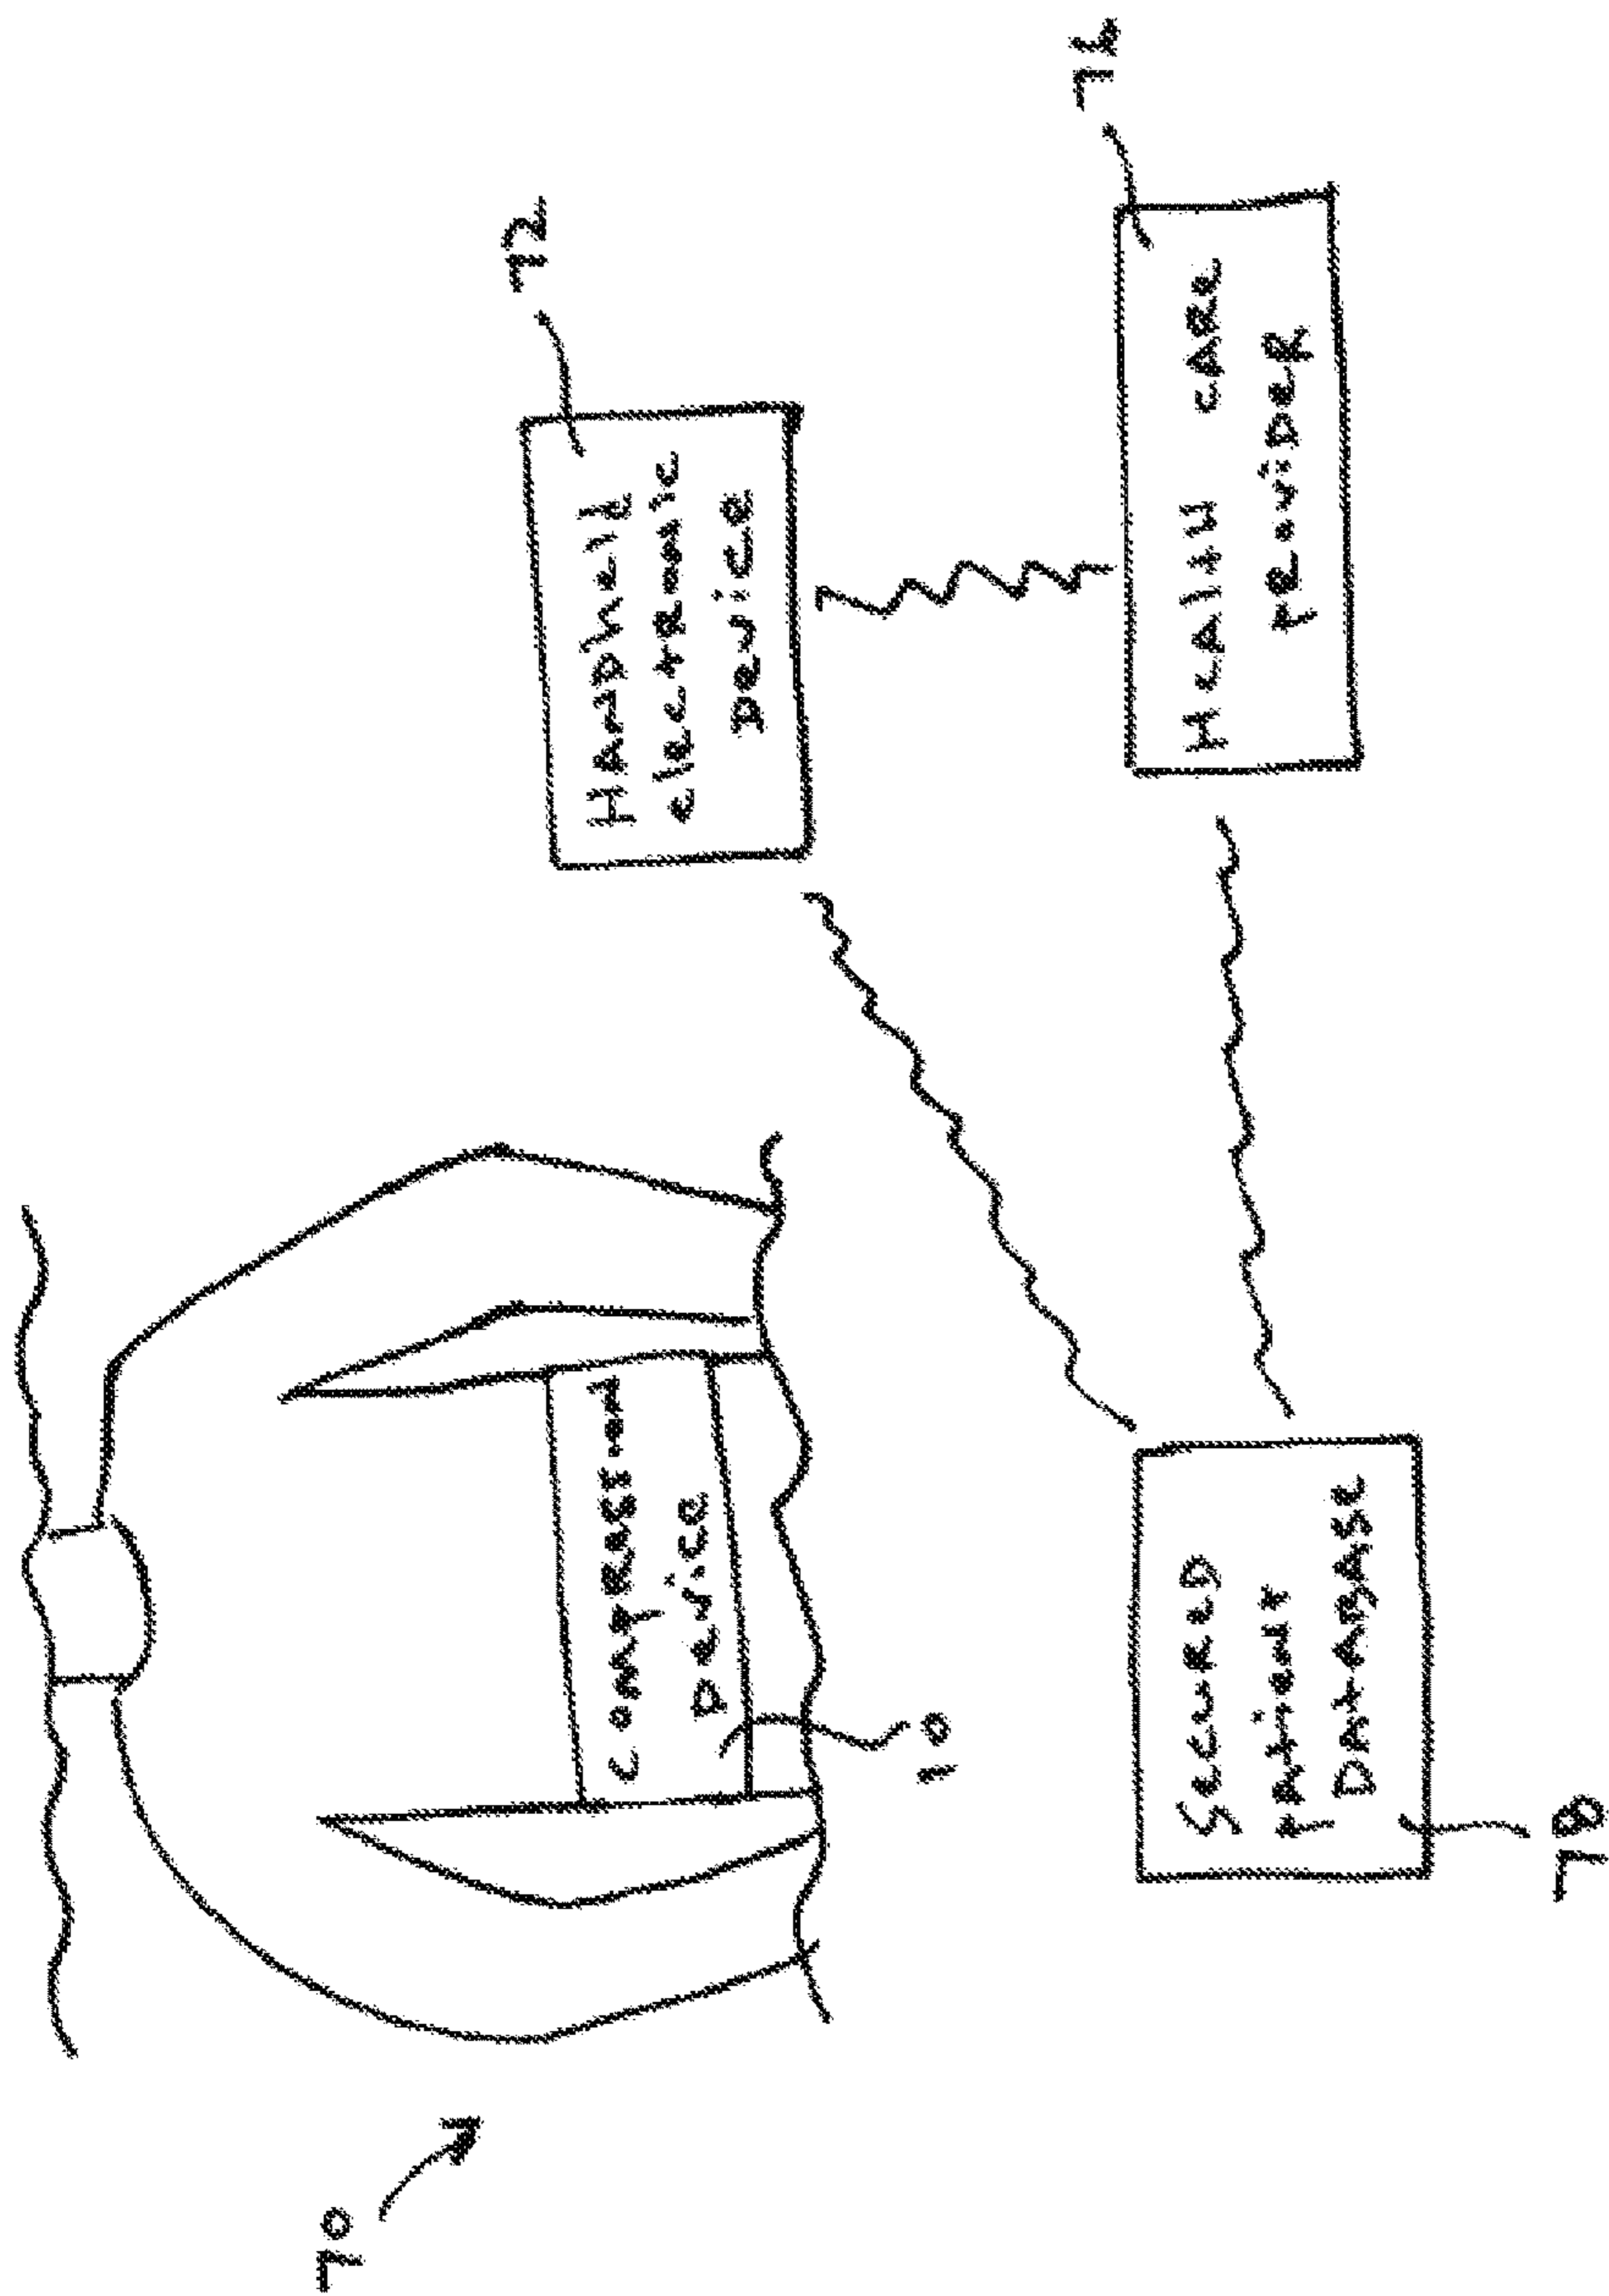 70
compression
Device
10
Handheld
electronic
Device
72
Health care
provider
76
Secured
patient
Database
78